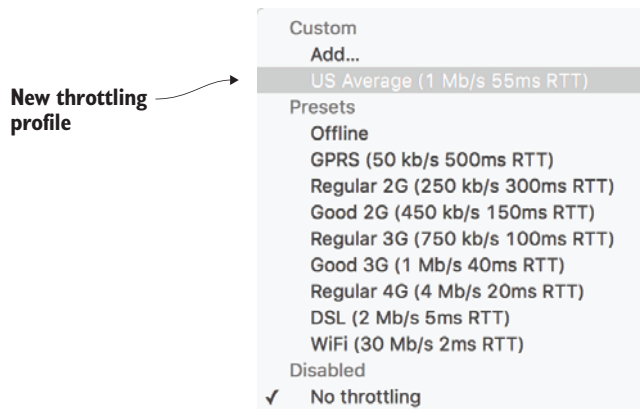 Custom
Add...
New throttling
profile
US Average (1 Mb/s 55ms RTT)
Presets
Offline
GPRS (50 kb/s 500ms RTT)
Regular 2G (250 kb/s 300ms RTT)
Good 2G (450 kb/s 150ms RTT)
Regular 3G (750 kb/s 100ms RTT)
Good 3G (1 Mb/s 40ms RTT)
Regular 4G (4 Mb/s 20ms RTT)
DSL (2 Mb/s 5ms RTT)
WiFi (30 Mb/s 2ms RTT)
Disabled
✓ No throttling